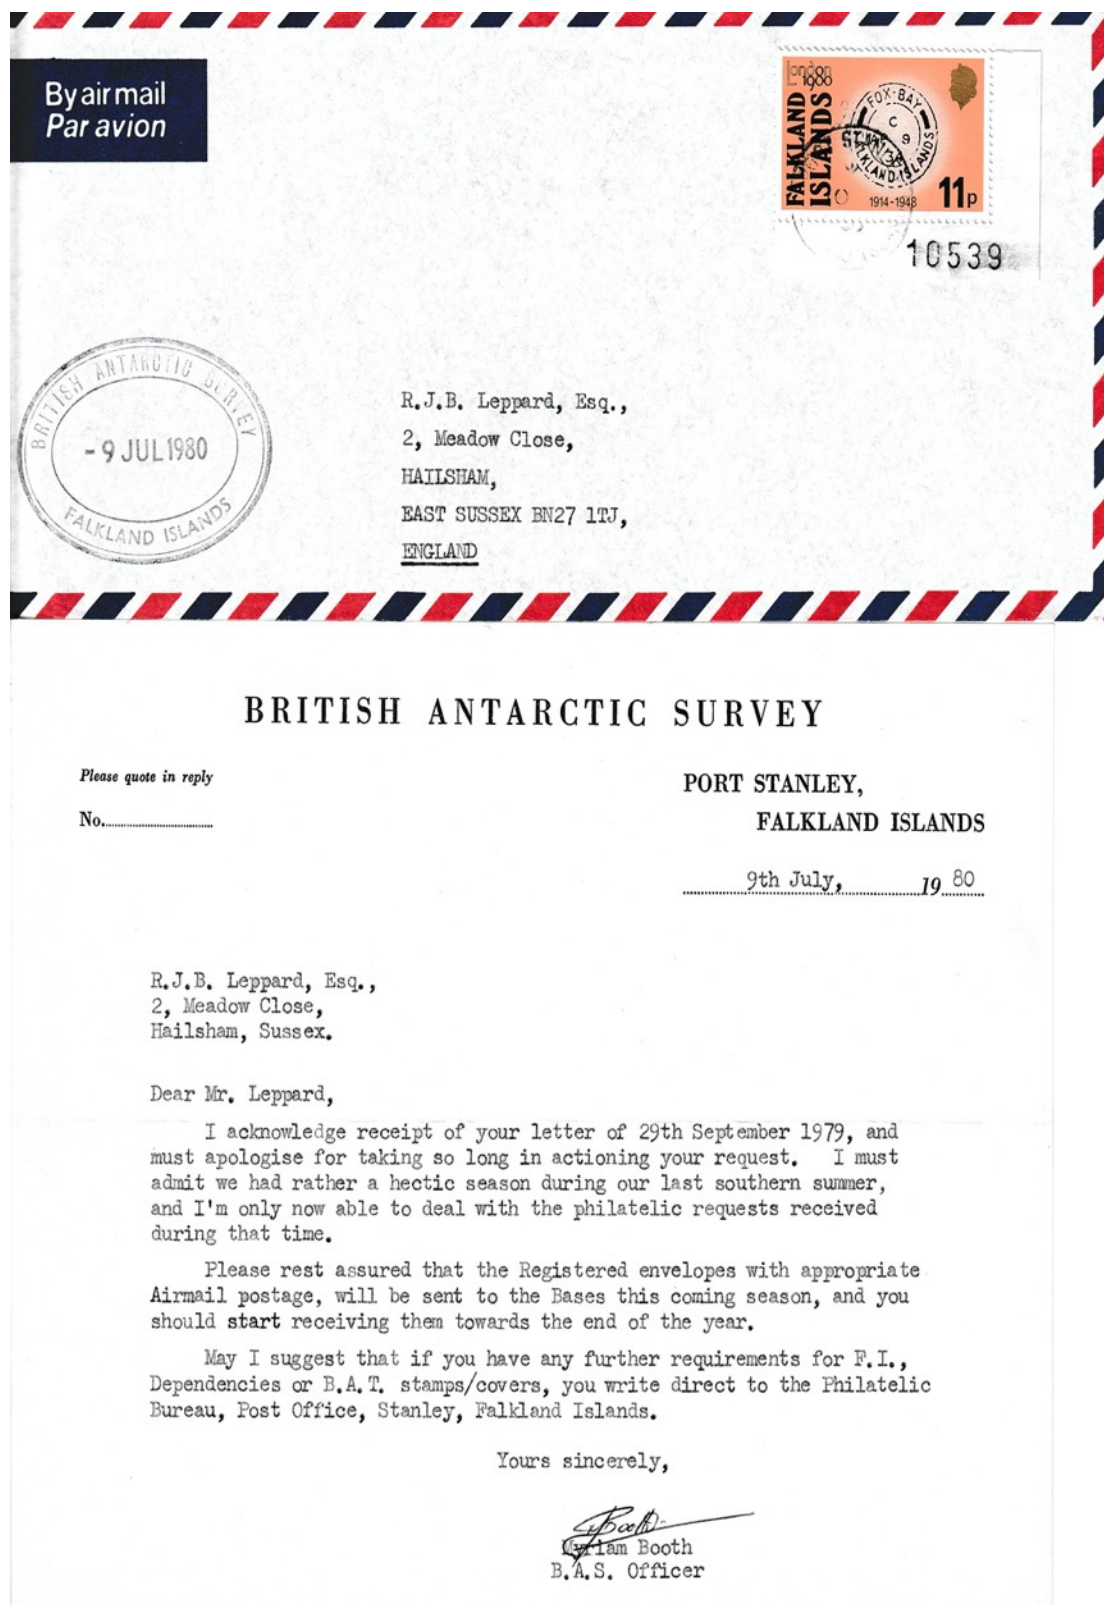 By air mail
Par avion
London
1980
FALKLAND
ISLANDS
FOX-BAY
C
9
FALKLAND ISLANDS
1914-1948
11p
10539
BRITISH ANTARCTIC SURVEY
-9 JUL 1980
FALKLAND ISLANDS
R.J.B. Leppard, Esq.,
2, Meadow Close,
HAILSHAM,
EAST SUSSEX BN27 1TJ,
ENGLAND
BRITISH ANTARCTIC SURVEY
Please quote in reply
No.
PORT STANLEY,
FALKLAND ISLANDS
9th July, 19 80
R.J.B. Leppard, Esq.,
2, Meadow Close,
Hailsham, Sussex.
Dear Mr. Leppard,
I acknowledge receipt of your letter of 29th September 1979, and
must apologise for taking so long in actioning your request. I must
admit we had rather a hectic season during our last southern summer,
and I'm only now able to deal with the philatelic requests received
during that time.
Please rest assured that the Registered envelopes with appropriate
Airmail postage, will be sent to the Bases this coming season, and you
should start receiving them towards the end of the year.
May I suggest that if you have any further requirements for F.I.,
Dependencies or B.A.T. stamps/covers, you write direct to the Philatelic
Bureau, Post Office, Stanley, Falkland Islands.
Yours sincerely,
Myriam Booth
B.A.S. Officer